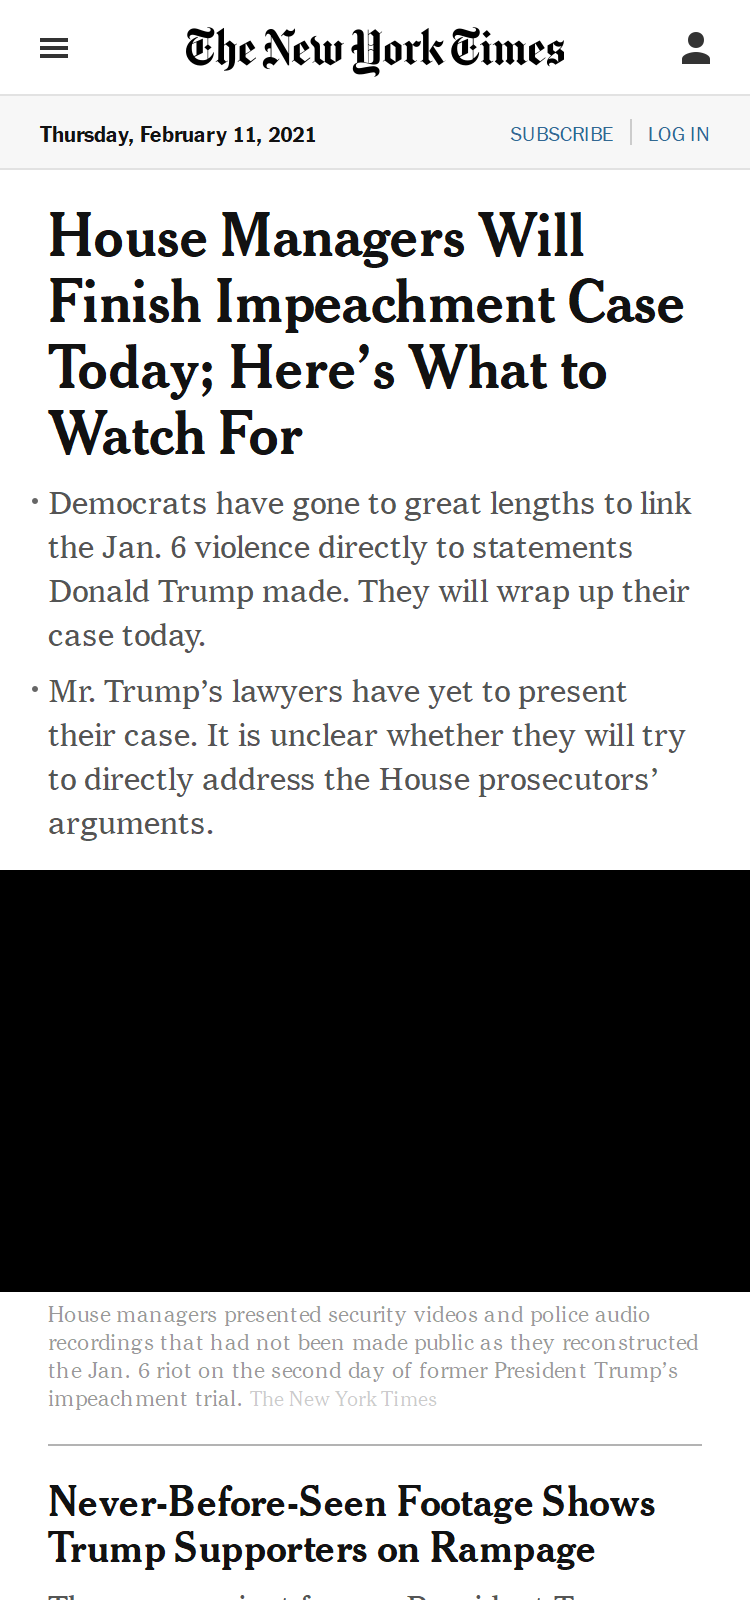 The New York Times
Thursday, February 11, 2021
SUBSCRIBE
LOG IN
House Managers Will
Finish Impeachment Case
Today; Here’s What to
Watch For
• Democrats have gone to great lengths to link
the Jan. 6 violence directly to statements
Donald Trump made. They will wrap up their
case today.
• Mr. Trump’s lawyers have yet to present
their case. It is unclear whether they will try
to directly address the House prosecutors’
arguments.
House managers presented security videos and police audio
recordings that had not been made public as they reconstructed
the Jan. 6 riot on the second day of former President Trump’s
impeachment trial. The New York Times
Never-Before-Seen Footage Shows
Trump Supporters on Rampage